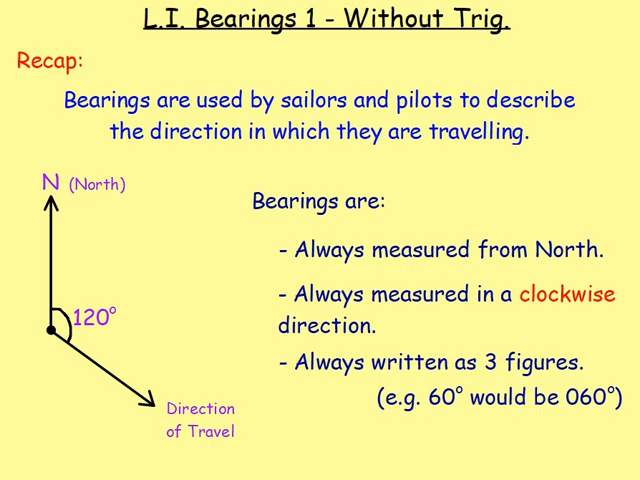 L.I. Bearings 1 - Without Trig.
Recap:
Bearings are used by sailors and pilots to describe
the direction in which they are travelling.
N (North)
Bearings are:
- Always measured from North.
- Always measured in a clockwise
direction.
120°
- Always written as 3 figures.
(e.g. 60° would be 060°)
Direction
of Travel